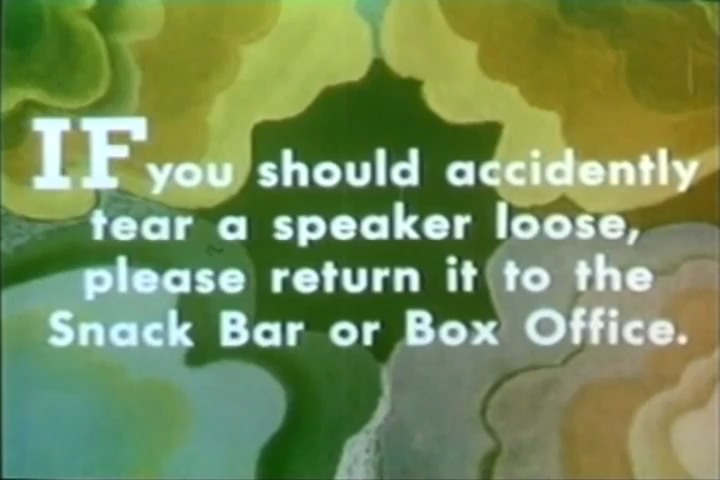 IF you should accidently
tear a speaker loose,
please return it to the
Snack Bar or Box Office.